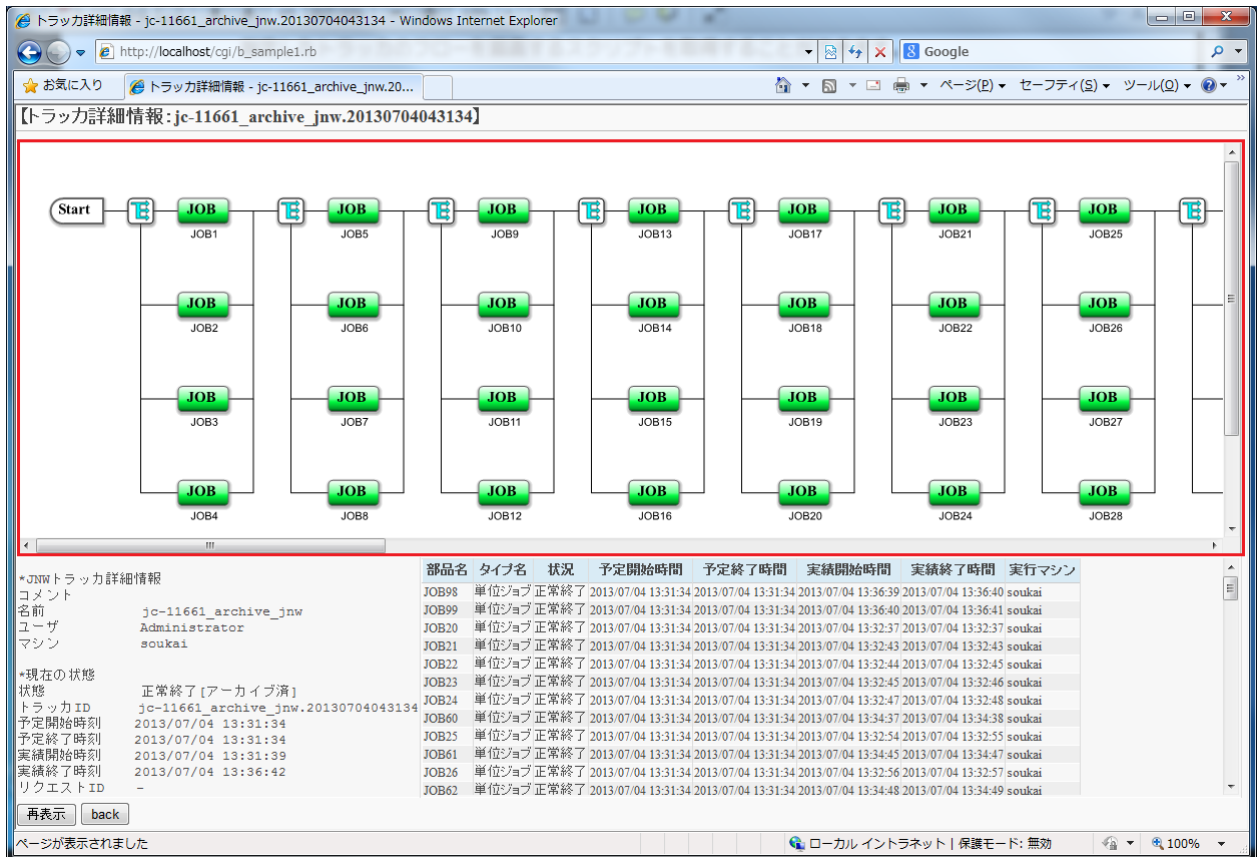 トラッカ詳細情報 - jc-11661_archive_jnw.20130704043134 - Windows Internet Explorer
http://localhost/cgi/b_sample1.rb
Google
お気に入り
トラッカ詳細情報 - jc-11661_archive_jnw.20...
ページ(P)
セーフティ(S)
ツール(O)
【トラッカ詳細情報:jc-11661_archive_jnw.20130704043134】
Start JOB JOB JOB JOB JOB JOB JOB
JOB1 JOB5 JOB9 JOB13 JOB17 JOB21 JOB25
JOB JOB JOB JOB JOB JOB JOB
JOB2 JOB6 JOB10 JOB14 JOB18 JOB22 JOB26
JOB JOB JOB JOB JOB JOB JOB
JOB3 JOB7 JOB11 JOB15 JOB19 JOB23 JOB27
JOB JOB JOB JOB JOB JOB JOB
JOB4 JOB8 JOB12 JOB16 JOB20 JOB24 JOB28
*JNWトラッカ詳細情報
コメント
名前 jc-11661_archive_jnw
ユーザ Administrator
マシン soukai
*現在の状態
状態 正常終了[アーカイブ済]
トラッカID jc-11661_archive_jnw.20130704043134
予定開始時刻 2013/07/04 13:31:34
予定終了時刻 2013/07/04 13:31:34
実績開始時刻 2013/07/04 13:31:39
実績終了時刻 2013/07/04 13:36:42
リクエストID -
部品名 タイプ名 状況 予定開始時間 予定終了時間 実績開始時間 実績終了時間 実行マシン
JOB98 単位ジョブ 正常終了 2013/07/04 13:31:34 2013/07/04 13:31:34 2013/07/04 13:36:39 2013/07/04 13:36:40 soukai
JOB99 単位ジョブ 正常終了 2013/07/04 13:31:34 2013/07/04 13:31:34 2013/07/04 13:36:40 2013/07/04 13:36:41 soukai
JOB20 単位ジョブ 正常終了 2013/07/04 13:31:34 2013/07/04 13:31:34 2013/07/04 13:32:37 2013/07/04 13:32:37 soukai
JOB21 単位ジョブ 正常終了 2013/07/04 13:31:34 2013/07/04 13:31:34 2013/07/04 13:32:43 2013/07/04 13:32:43 soukai
JOB22 単位ジョブ 正常終了 2013/07/04 13:31:34 2013/07/04 13:31:34 2013/07/04 13:32:44 2013/07/04 13:32:45 soukai
JOB23 単位ジョブ 正常終了 2013/07/04 13:31:34 2013/07/04 13:31:34 2013/07/04 13:32:45 2013/07/04 13:32:46 soukai
JOB24 単位ジョブ 正常終了 2013/07/04 13:31:34 2013/07/04 13:31:34 2013/07/04 13:32:47 2013/07/04 13:32:48 soukai
JOB60 単位ジョブ 正常終了 2013/07/04 13:31:34 2013/07/04 13:31:34 2013/07/04 13:34:37 2013/07/04 13:34:38 soukai
JOB25 単位ジョブ 正常終了 2013/07/04 13:31:34 2013/07/04 13:31:34 2013/07/04 13:32:54 2013/07/04 13:32:55 soukai
JOB61 単位ジョブ 正常終了 2013/07/04 13:31:34 2013/07/04 13:31:34 2013/07/04 13:34:45 2013/07/04 13:34:47 soukai
JOB26 単位ジョブ 正常終了 2013/07/04 13:31:34 2013/07/04 13:31:34 2013/07/04 13:32:56 2013/07/04 13:32:57 soukai
JOB62 単位ジョブ 正常終了 2013/07/04 13:31:34 2013/07/04 13:31:34 2013/07/04 13:34:48 2013/07/04 13:34:49 soukai
再表示 back
ページが表示されました
ローカル イントラネット | 保護モード: 無効
100%